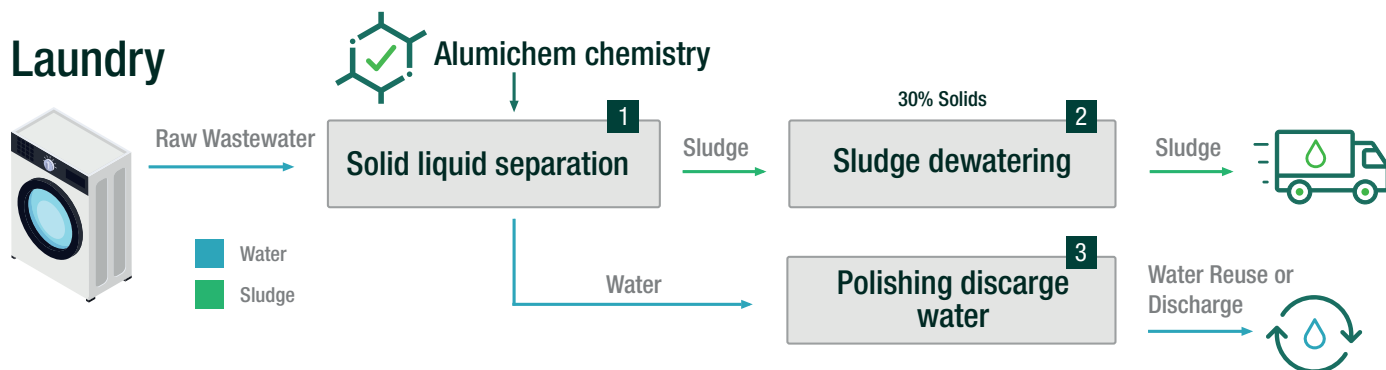 Laundry
Alumichem chemistry
Raw Wastewater
1
Solid liquid separation
Sludge
30% Solids
2
Sludge dewatering
Sludge
Water
Sludge
Water
3
Polishing discarge
water
Water Reuse or
Discharge